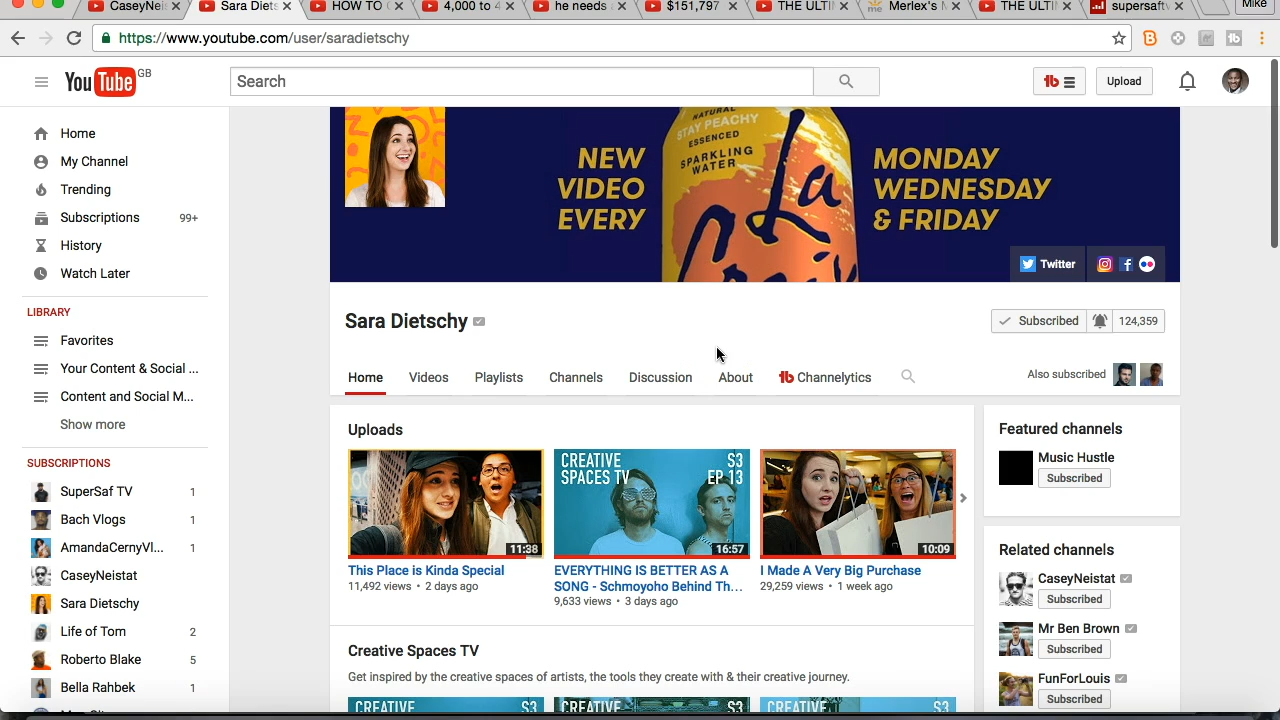 CaseyNei
Sara Diets
HOW TO
4,000 to 4
he needs
$151,797
THE ULTI
Merlex's
THE ULTI
supersaftv
Mike
https://www.youtube.com/user/saradietschy
YouTube GB
Search
Upload
Home
My Channel
Trending
Subscriptions 99+
History
Watch Later
LIBRARY
Favorites
Your Content & Social ...
Content and Social M...
Show more
SUBSCRIPTIONS
SuperSaf TV 1
Bach Vlogs 1
AmandaCernyVl... 1
CaseyNeistat
Sara Dietschy
Life of Tom 2
Roberto Blake 5
Bella Rahbek 1
NEW
VIDEO
EVERY
NATURAL
STAY PEACHY
ESSENCED
SPARKLING
WATER
La
MONDAY
WEDNESDAY
& FRIDAY
Twitter
Sara Dietschy
Subscribed 124,359
Home Videos Playlists Channels Discussion About tb Channelytics
Also subscribed
Uploads
11:38
This Place is Kinda Special
11,492 views • 2 days ago
CREATIVE S3
SPACES TV EP 13
16:57
EVERYTHING IS BETTER AS A
SONG - Schmoyoho Behind Th...
9,633 views • 3 days ago
10:09
I Made A Very Big Purchase
29,259 views • 1 week ago
Creative Spaces TV
Get inspired by the creative spaces of artists, the tools they create with & their creative journey.
CREATIVE S3
CREATIVE S3
CREATIVE S3
Featured channels
Music Hustle
Subscribed
Related channels
CaseyNeistat
Subscribed
Mr Ben Brown
Subscribed
FunForLouis
Subscribed